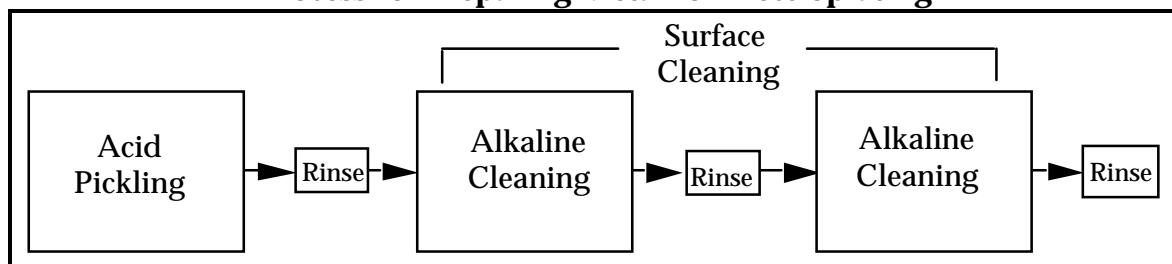 Surface
Cleaning
Acid
Pickling
Rinse
Alkaline
Cleaning
Rinse
Alkaline
Cleaning
Rinse